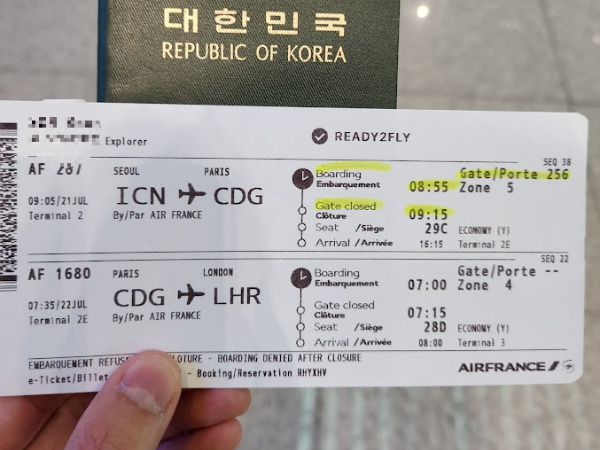 대한민국
REPUBLIC OF KOREA
Explorer
READY2FLY
SEQ 38
AF 267 SEOUL PARIS Boarding Gate/Porte 256
Embarquement 08:55 Zone 5
09:05/21JUL ICN CDG Gate closed 09:15
Clôture
Terminal 2 By/Par AIR FRANCE Seat /Siège 29C ECONOMY (Y)
Arrival /Arrivée 16:15 Terminal 2E
SEQ 22
AF 1680 PARIS LONDON Boarding Gate/Porte --
Embarquement 07:00 Zone 4
07:35/22JUL CDG LHR Gate closed 07:15
Clôture
Terminal 2E By/Par AIR FRANCE Seat /Siège 28D ECONOMY (Y)
Arrival /Arrivée 08:00 Terminal 3
EMBARQUEMENT REFUSE CLOTURE - BOARDING DENIED AFTER CLOSURE
e-Ticket/Billet - Booking/Reservation RHYXHV
AIRFRANCE